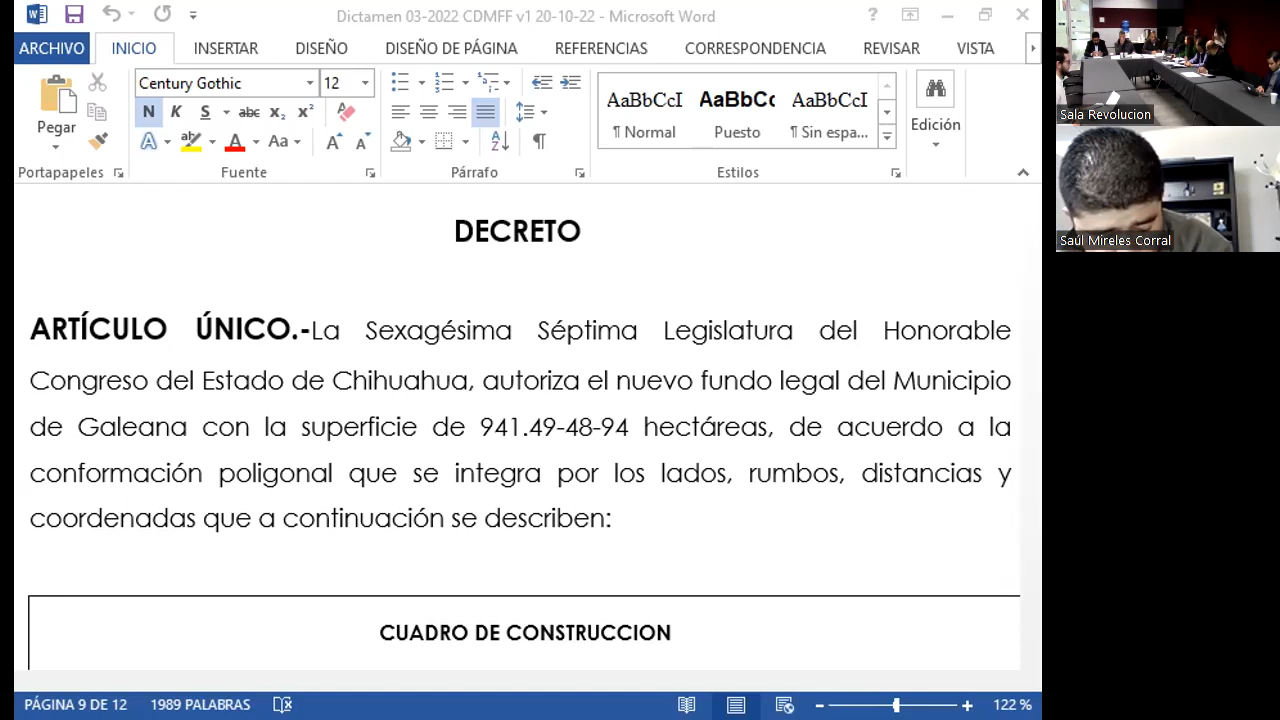 Dictamen 03-2022 CDMFF v1 20-10-22 - Microsoft Word
ARCHIVO INICIO INSERTAR DISEÑO DISEÑO DE PÁGINA REFERENCIAS CORRESPONDENCIA REVISAR VISTA
Century Gothic 12
Pegar
N K S abc x₂ x² 
A aby A Aa A A
AaBbCcI AaBbCc AaBbCcI
¶ Normal Puesto ¶ Sin espa...
Edición
Portapapeles Fuente Párrafo Estilos
DECRETO
ARTÍCULO ÚNICO.-La Sexagésima Séptima Legislatura del Honorable
Congreso del Estado de Chihuahua, autoriza el nuevo fundo legal del Municipio
de Galeana con la superficie de 941.49-48-94 hectáreas, de acuerdo a la
conformación poligonal que se integra por los lados, rumbos, distancias y
coordenadas que a continuación se describen:
CUADRO DE CONSTRUCCION
PÁGINA 9 DE 12 1989 PALABRAS 122 %
Sala Revolucion
Saúl Mireles Corral